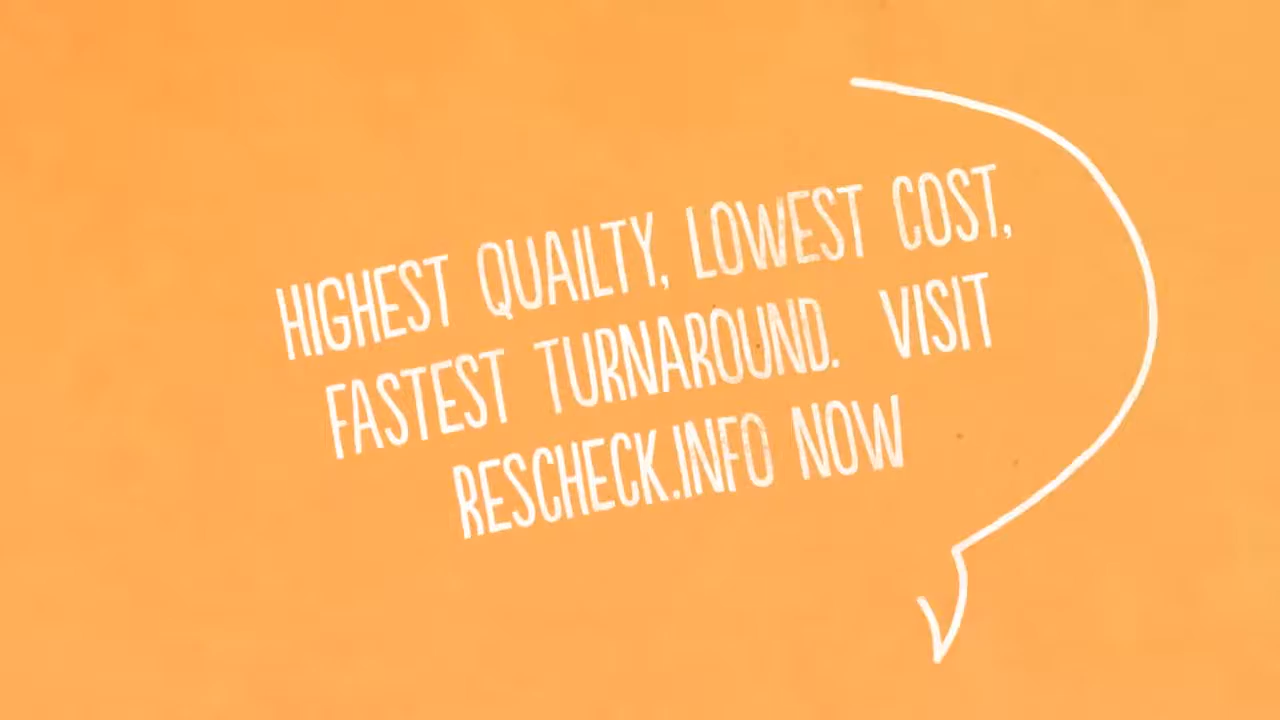 HIGHEST QUAILTY, LOWEST COST,
FASTEST TURNAROUND. VISIT
RESCHECK.INFO NOW